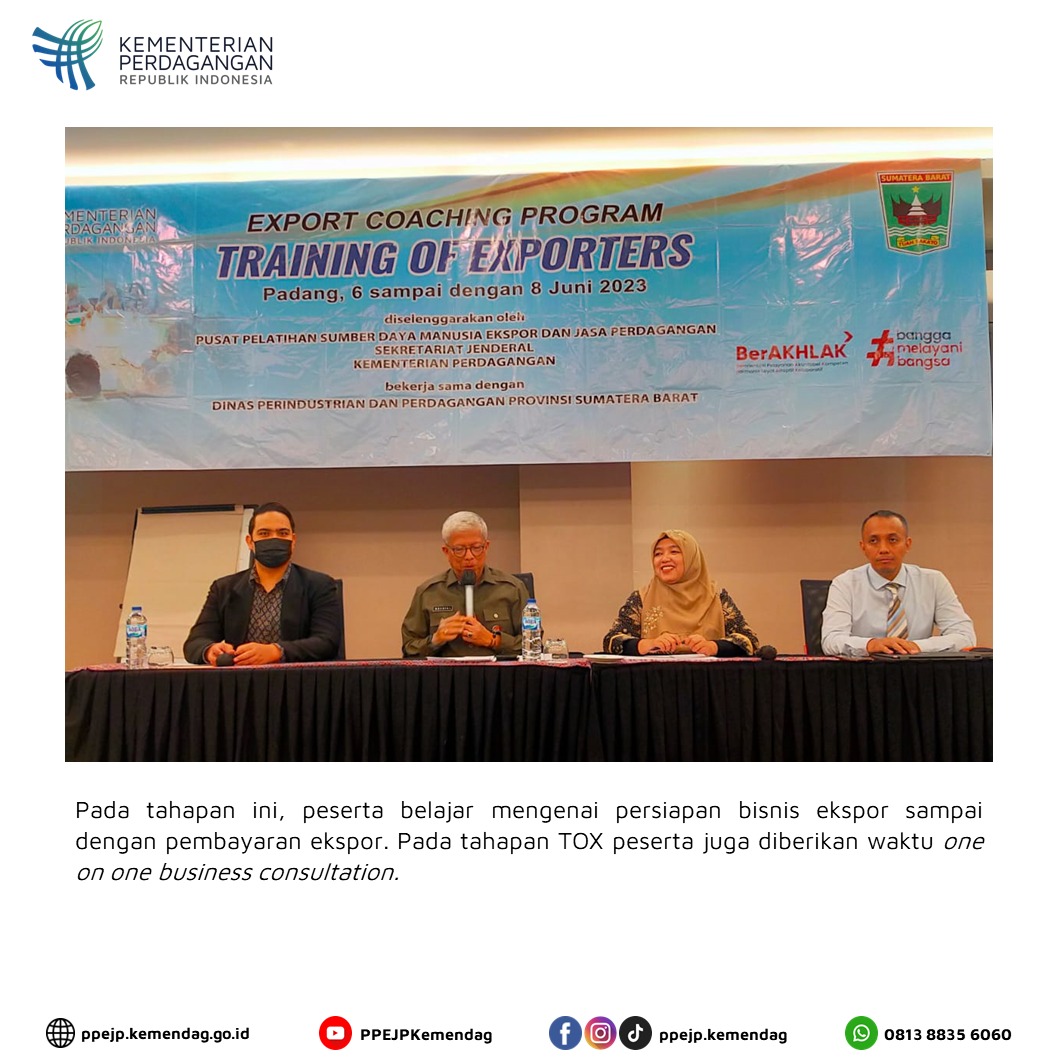 KEMENTERIAN
PERDAGANGAN
REPUBLIK INDONESIA
MENTERIAN
RDAGANGAN
UBLIK INDONESIA
SUMATERA BARAT
EXPORT COACHING PROGRAM
TRAINING OF EXPORTERS
Padang, 6 sampai dengan 8 Juni 2023
diselenggarakan oleh
PUSAT PELATIHAN SUMBER DAYA MANUSIA EKSPOR DAN JASA PERDAGANGAN
SEKRETARIAT JENDERAL
KEMENTERIAN PERDAGANGAN
bekerja sama dengan
DINAS PERINDUSTRIAN DAN PERDAGANGAN PROVINSI SUMATERA BARAT
BerAKHLAK
#bangga
melayani
bangsa
Pada tahapan ini, peserta belajar mengenai persiapan bisnis ekspor sampai
dengan pembayaran ekspor. Pada tahapan TOX peserta juga diberikan waktu one
on one business consultation.
ppejp.kemendag.go.id
PPEJPKemendag
ppejp.kemendag
0813 8835 6060